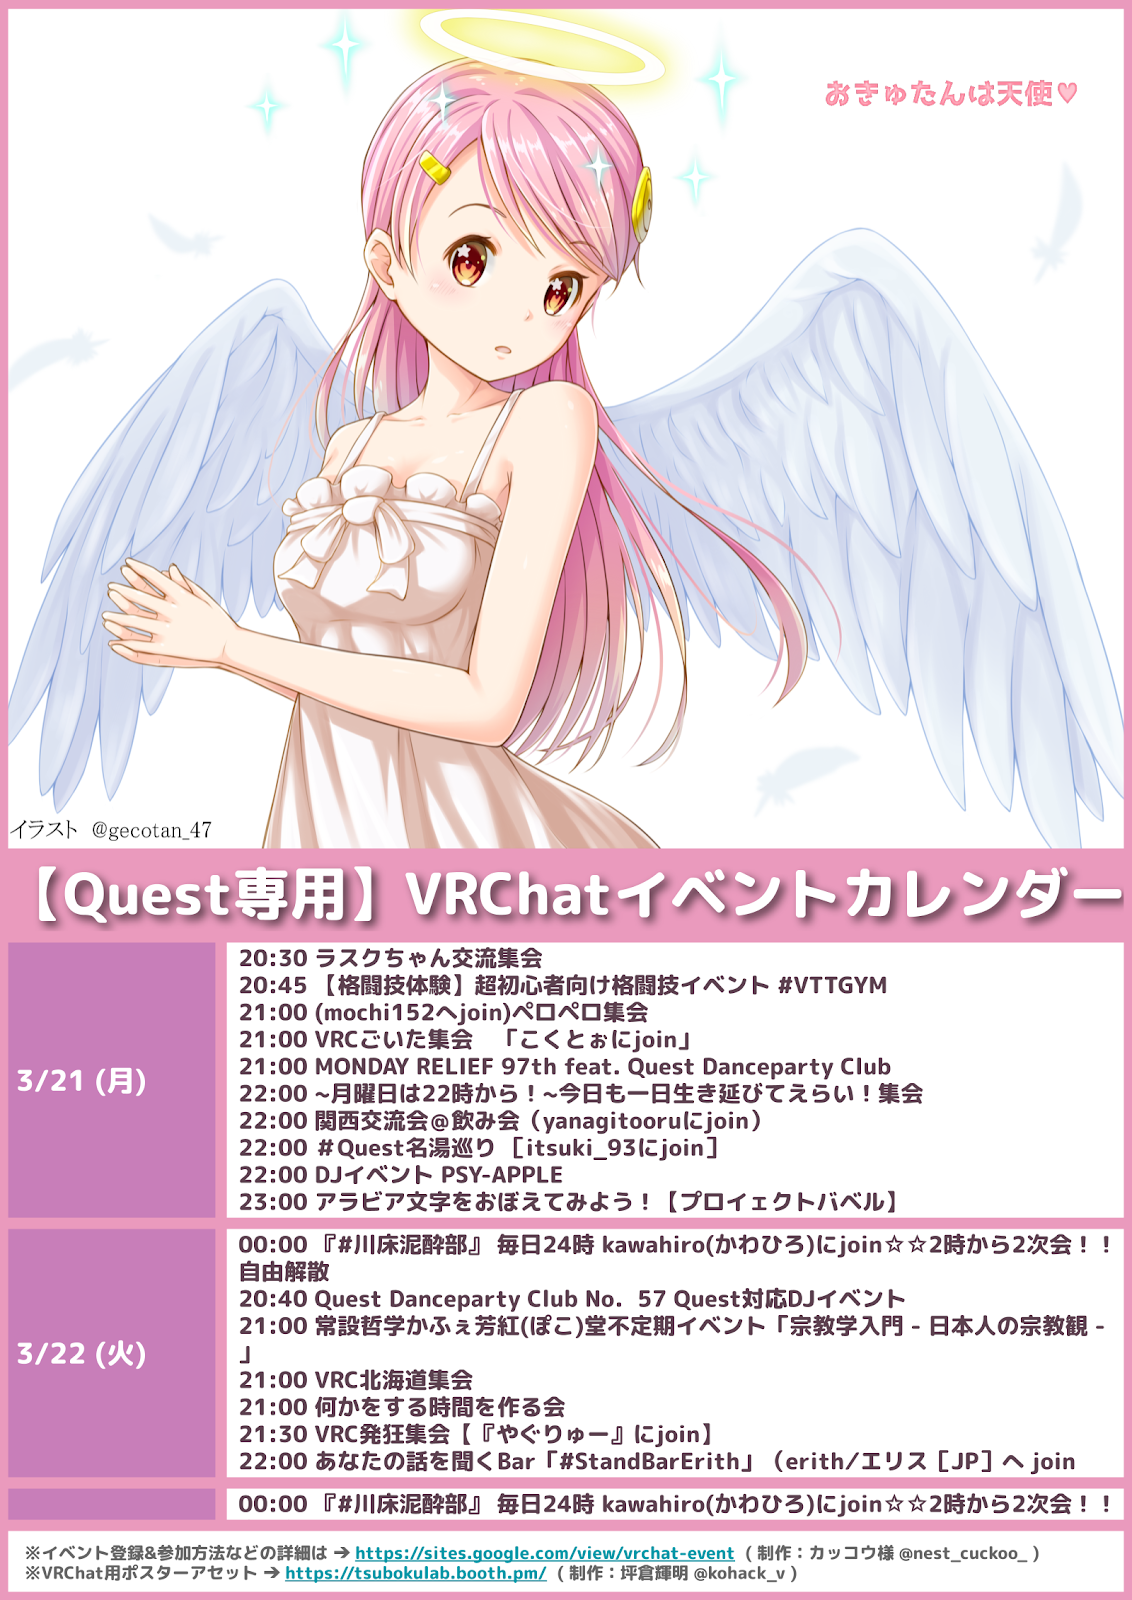 おきゅたんは天使♥
イラスト　@gecotan_47
【Quest専用】VRChatイベントカレンダー
3/21 (月)
20:30 ラスクちゃん交流集会
20:45 【格闘技体験】超初心者向け格闘技イベント #VTTGYM
21:00 (mochi152へjoin)ペロペロ集会
21:00 VRCごいた集会　「こくとぉにjoin」
21:00 MONDAY RELIEF 97th feat. Quest Danceparty Club
22:00 ~月曜日は22時から！~今日も一日生き延びてえらい！集会
22:00 関西交流会@飲み会（yanagitooruにjoin）
22:00 ＃Quest名湯巡り ［itsuki_93にjoin］
22:00 DJイベント PSY-APPLE
23:00 アラビア文字をおぼえてみよう！【プロイェクトバベル】
3/22 (火)
00:00 『#川床泥酔部』 毎日24時 kawahiro(かわひろ)にjoin☆☆2時から2次会！！
自由解散
20:40 Quest Danceparty Club No．57 Quest対応DJイベント
21:00 常設哲学かふぇ芳紅(ぽこ)堂不定期イベント「宗教学入門 - 日本人の宗教観 -
」
21:00 VRC北海道集会
21:00 何かをする時間を作る会
21:30 VRC発狂集会【『やぐりゅー』にjoin】
22:00 あなたの話を聞くBar「#StandBarErith」（erith/エリス［JP］へ join
00:00 『#川床泥酔部』 毎日24時 kawahiro(かわひろ)にjoin☆☆2時から2次会！！
※イベント登録&参加方法などの詳細は → https://sites.google.com/view/vrchat-event （ 制作：カッコウ様 @nest_cuckoo_ ）
※VRChat用ポスターアセット → https://tsubokulab.booth.pm/ （ 制作：坪倉輝明 @kohack_v ）